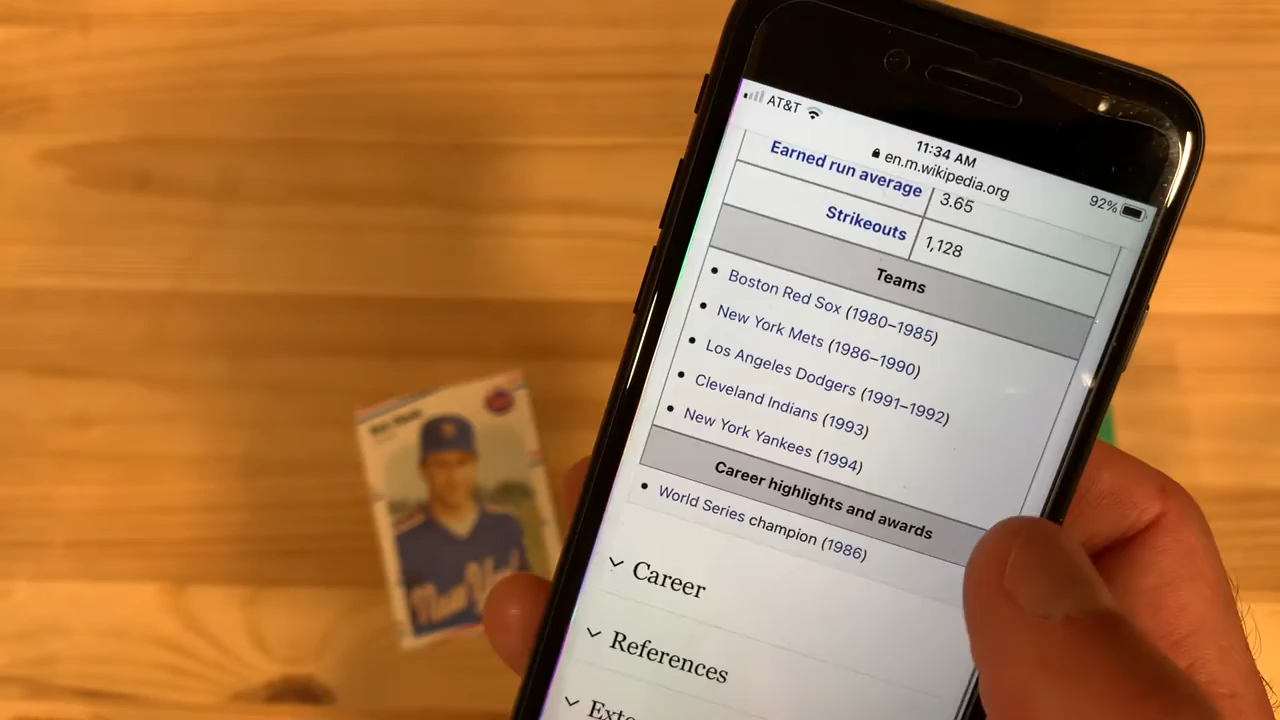 AT&T
11:34 AM
en.m.wikipedia.org
92%
Earned run average 3.65
Strikeouts 1,128
Teams
• Boston Red Sox (1980–1985)
• New York Mets (1986–1990)
• Los Angeles Dodgers (1991–1992)
• Cleveland Indians (1993)
• New York Yankees (1994)
Career highlights and awards
• World Series champion (1986)
Career
References
New York